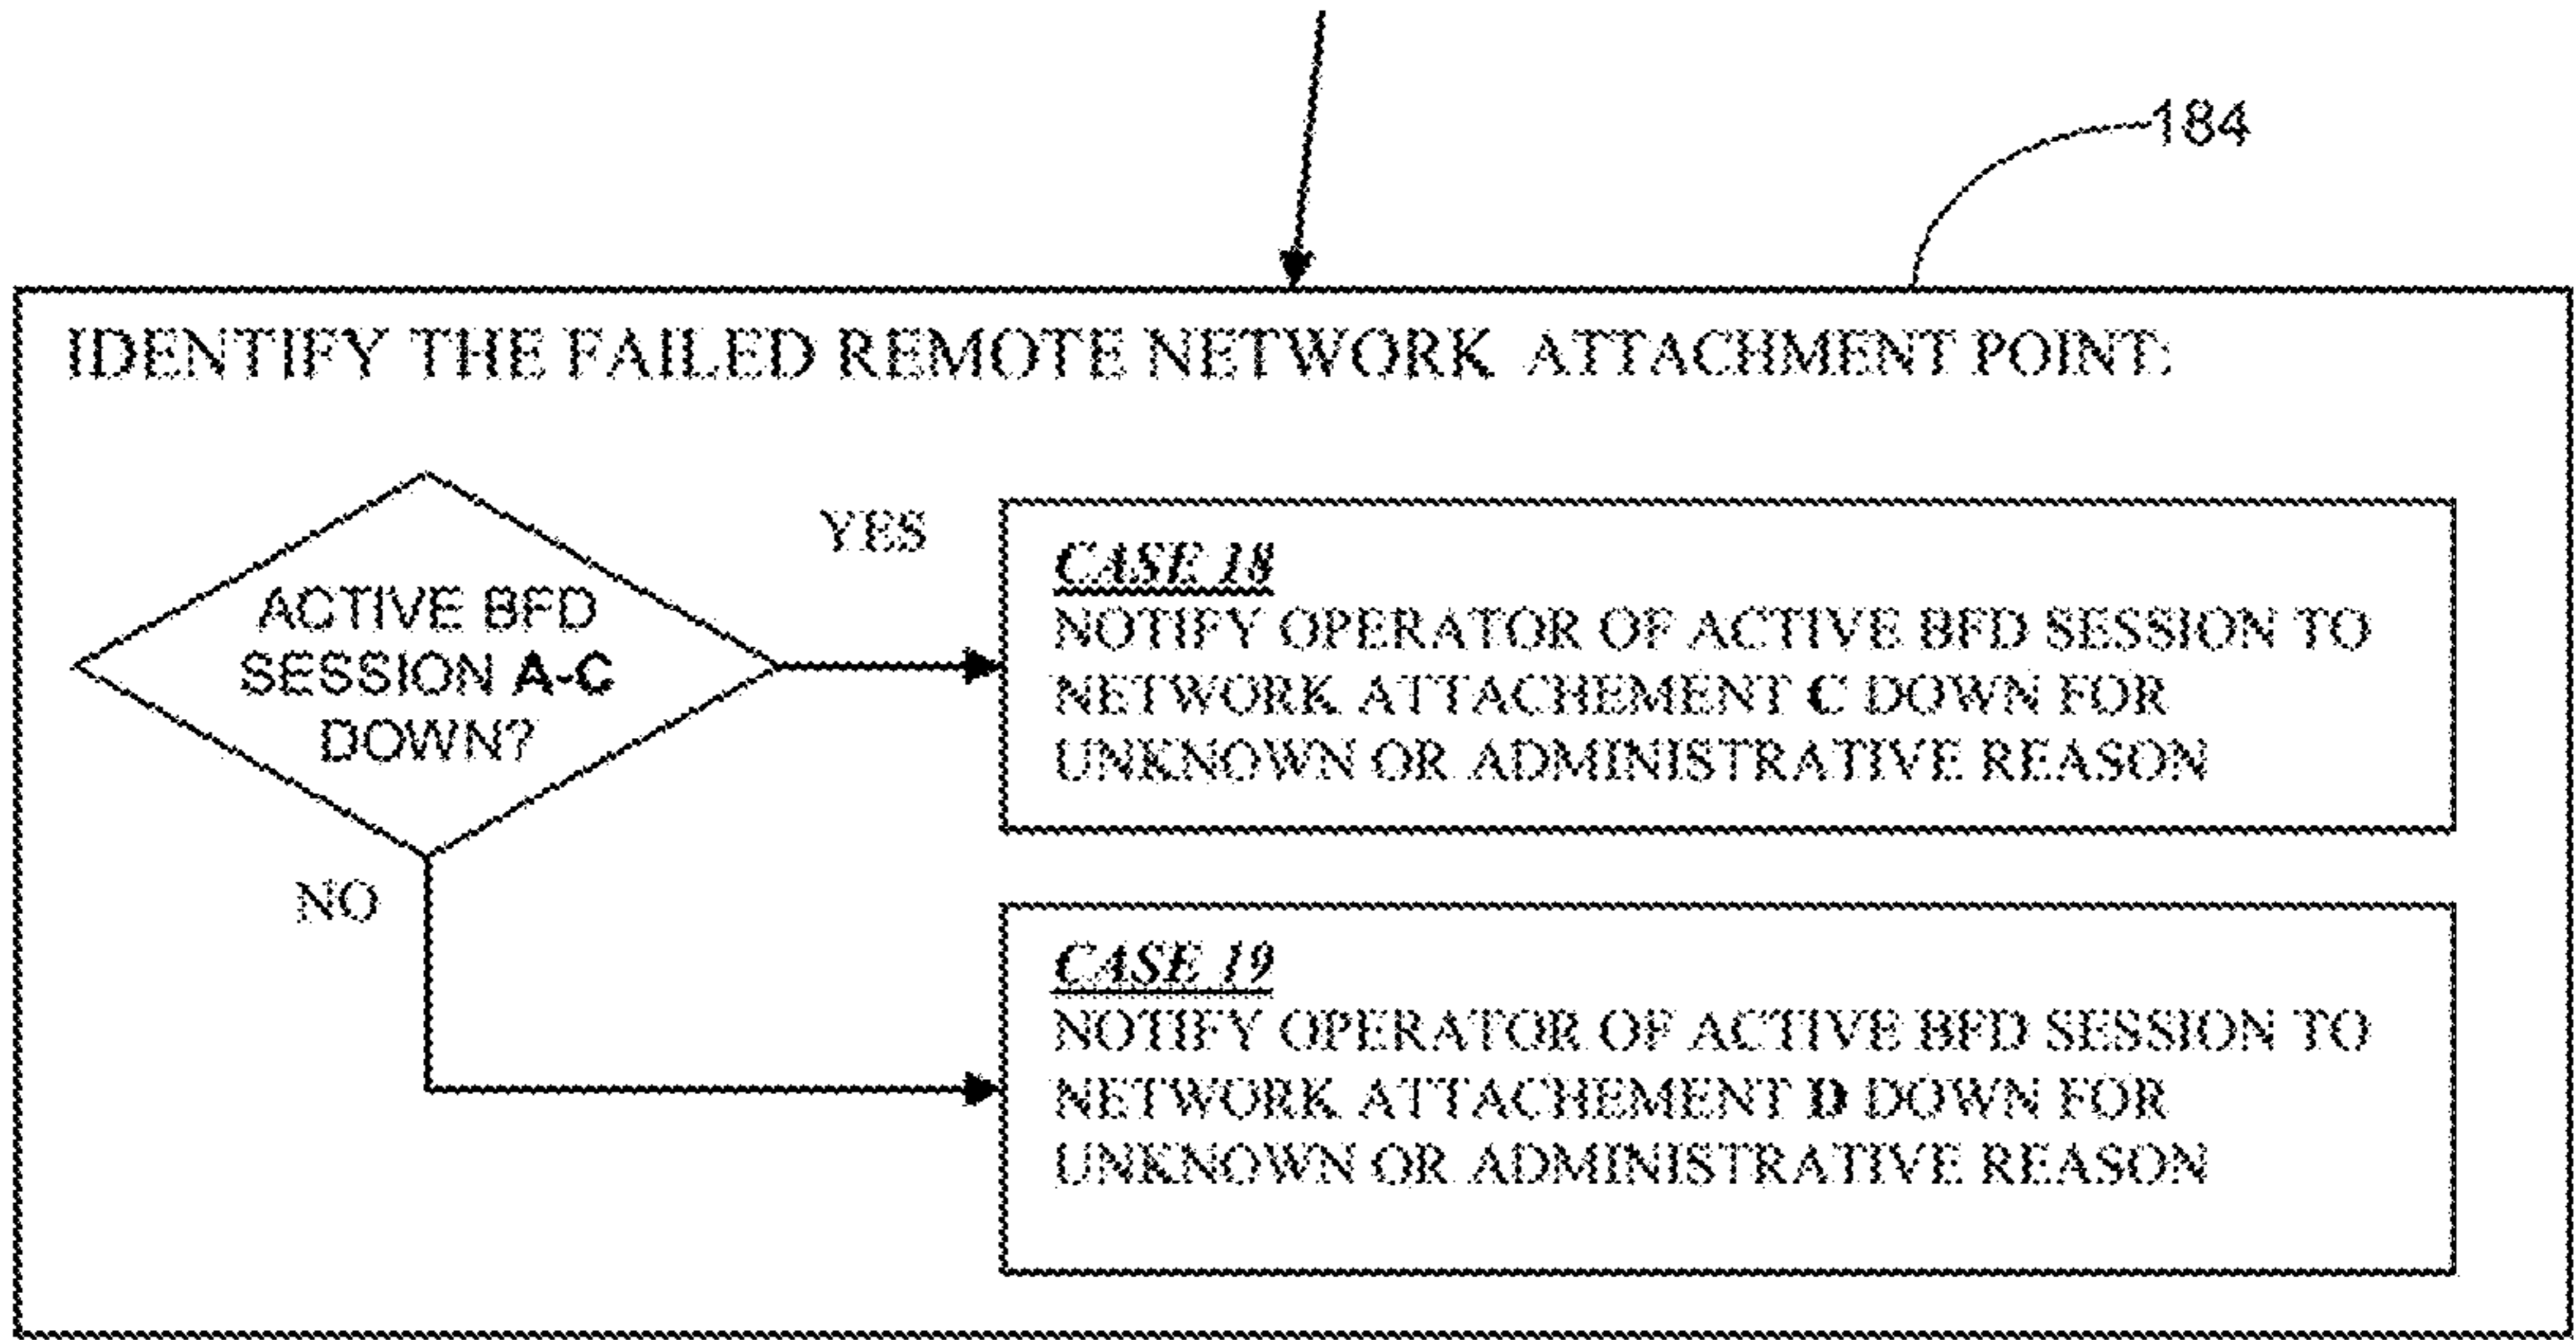 184
IDENTIFY THE FAILED REMOTE NETWORK ATTACHMENT POINT:
YES
ACTIVE BFD
SESSION A-C
DOWN?
CASE 18
NOTIFY OPERATOR OF ACTIVE BFD SESSION TO
NETWORK ATTACHEMENT C DOWN FOR
UNKNOWN OR ADMINISTRATIVE REASON
NO
CASE 19
NOTIFY OPERATOR OF ACTIVE BFD SESSION TO
NETWORK ATTACHEMENT D DOWN FOR
UNKNOWN OR ADMINISTRATIVE REASON